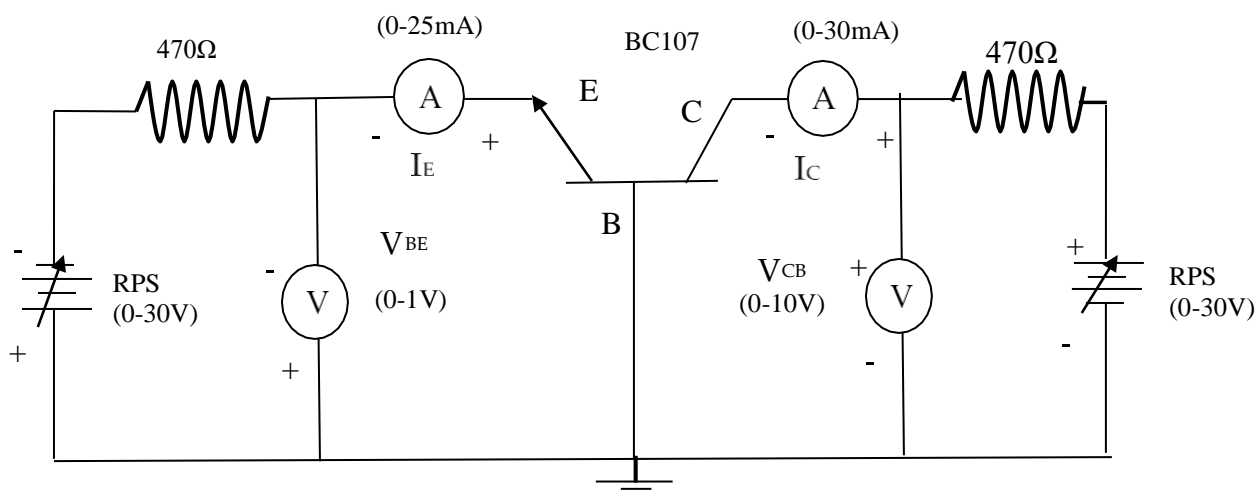 (0-25mA)
BC107
(0-30mA)
470Ω
470Ω
A
E
C
A
-
+
-
+
IE
IC
B
VBE
-
+
VCB
+
-
-
+
RPS
(0-30V)
V
(0-1V)
(0-10V)
V
RPS
(0-30V)
+
+
-
-